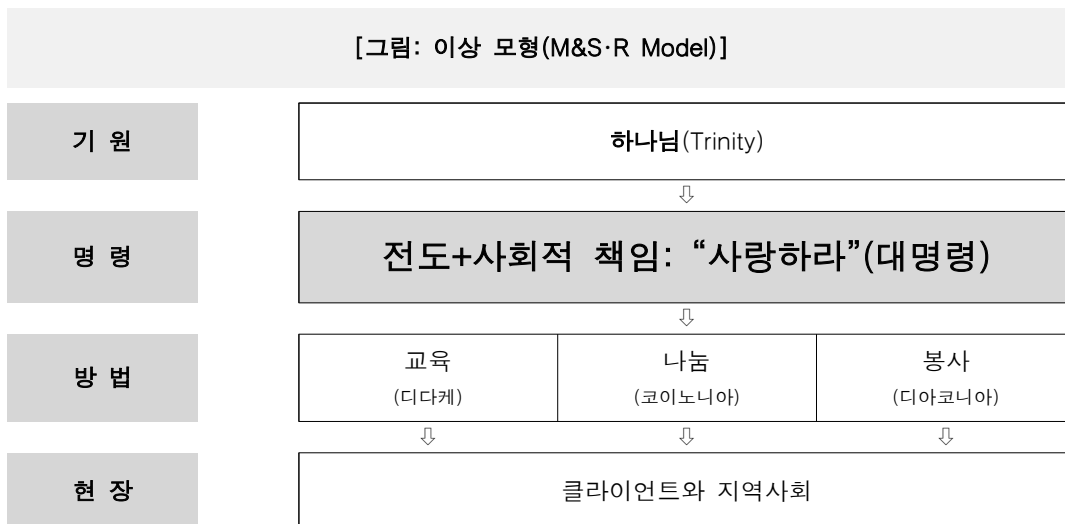 [그림: 이상 모형(M&S·R Model)]
기 원
하나님(Trinity)
⇩
명 령
전도+사회적 책임: “사랑하라”(대명령)
⇩
방 법
교육
(디다케)
나눔
(코이노니아)
봉사
(디아코니아)
⇩ ⇩ ⇩
현 장
클라이언트와 지역사회